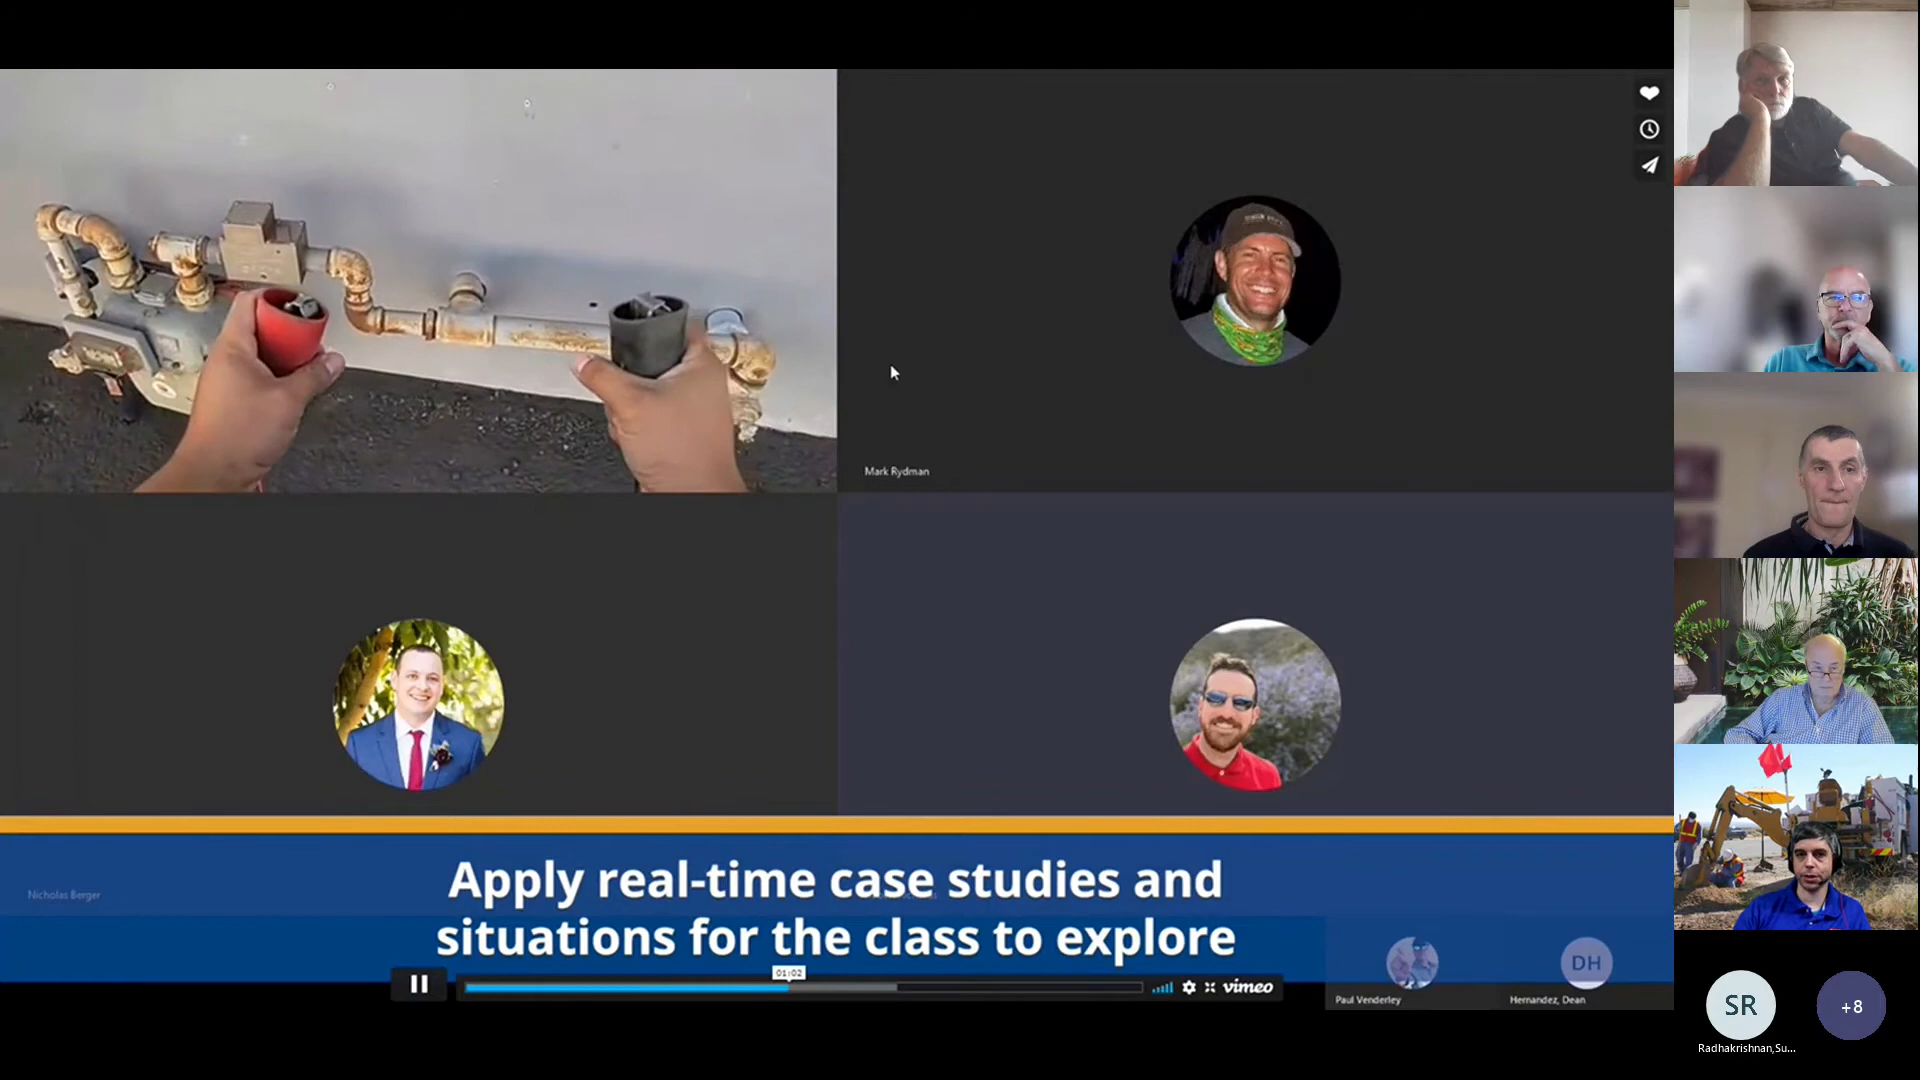 Mark Rydman
Nicholas Berger
Apply real-time case studies and
situations for the class to explore
01:02
vimeo
DH
Paul Venderley
Hernandez, Dean
SR
+8
Radhakrishnan,Su...